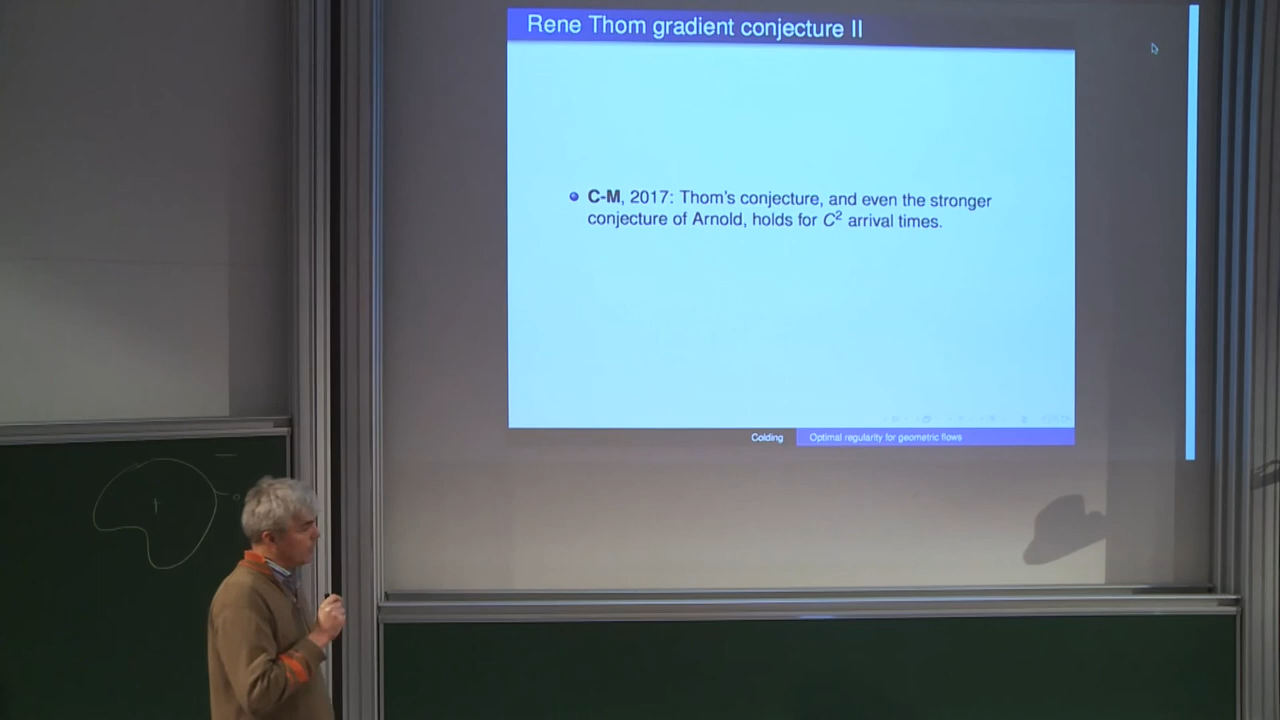 Rene Thom gradient conjecture II
C-M, 2017: Thom's conjecture, and even the stronger
conjecture of Arnold, holds for C² arrival times.
Colding
Optimal regularity for geometric flows